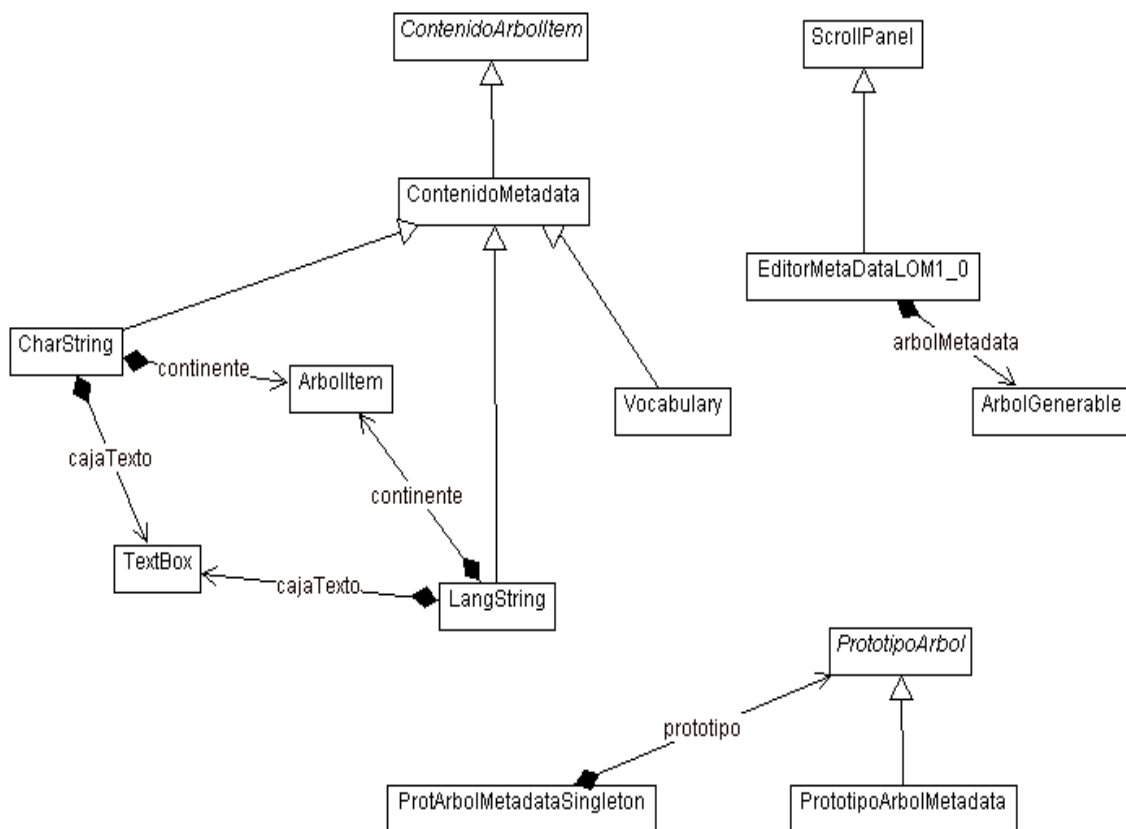 ContenidoArbolItem
ScrollPanel
ContenidoMetadata
EditorMetaDataLOM1_0
CharString
arbolMetadata
continente
ArbolItem
Vocabulary
ArbolGenerable
cajaTexto
continente
TextBox
cajaTexto
LangString
PrototipoArbol
prototipo
ProtArbolMetadataSingleton
PrototipoArbolMetadata